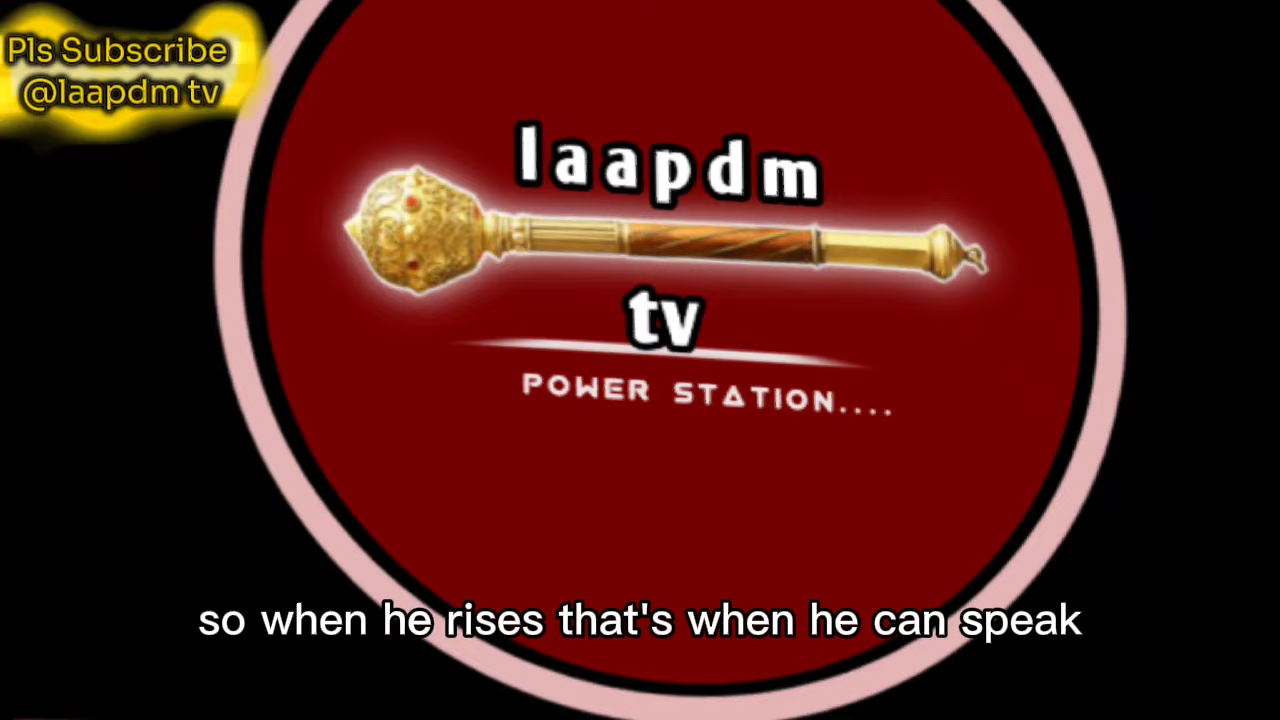 Pls Subscribe
@laapdm tv
laapdm
tv
POWER STATION....
so when he rises that's when he can speak